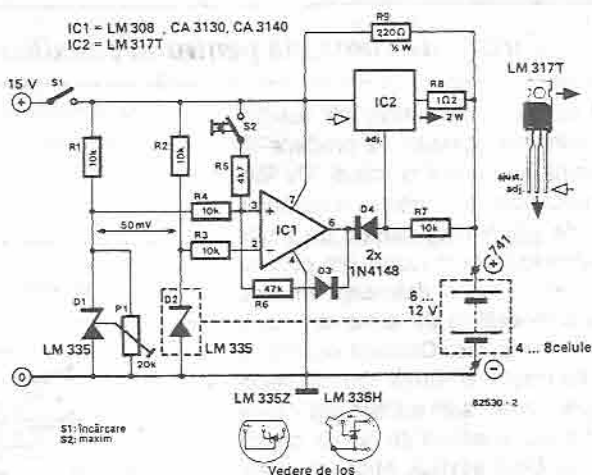 IC1 = LM 308 , CA 3130, CA 3140
IC2 = LM 317T
R9
220Ω
½ W
LM 317T
15 V
S1
IC2
R8
1Ω2
2 W
adj.
S2
R1
10k
R2
10k
R5
4k7
ajust.
adj.
R4
10k
3
7
6
D4
R7
10k
50mV
IC1
R3
10k
2
4
2x
1N4148
D3
R6
47k
+741
D1
P1
20k
D2
6 ...
12 V
LM 335
LM 335
4 ... 8celule
0
LM 335Z
LM 335H
82530 - 2
S1: încărcare
S2: maxim
Vedere de jos